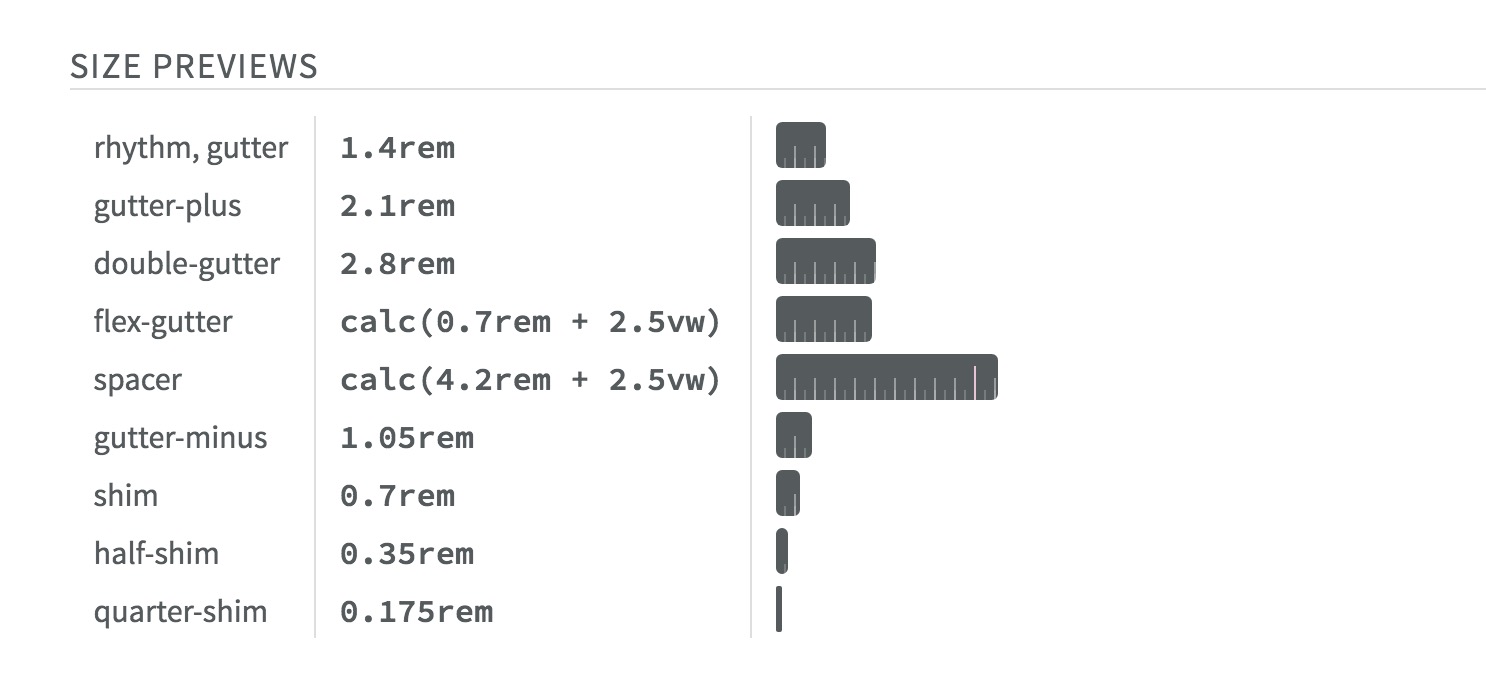 SIZE PREVIEWS
rhythm, gutter 1.4rem
gutter-plus 2.1rem
double-gutter 2.8rem
flex-gutter calc(0.7rem + 2.5vw)
spacer calc(4.2rem + 2.5vw)
gutter-minus 1.05rem
shim 0.7rem
half-shim 0.35rem
quarter-shim 0.175rem